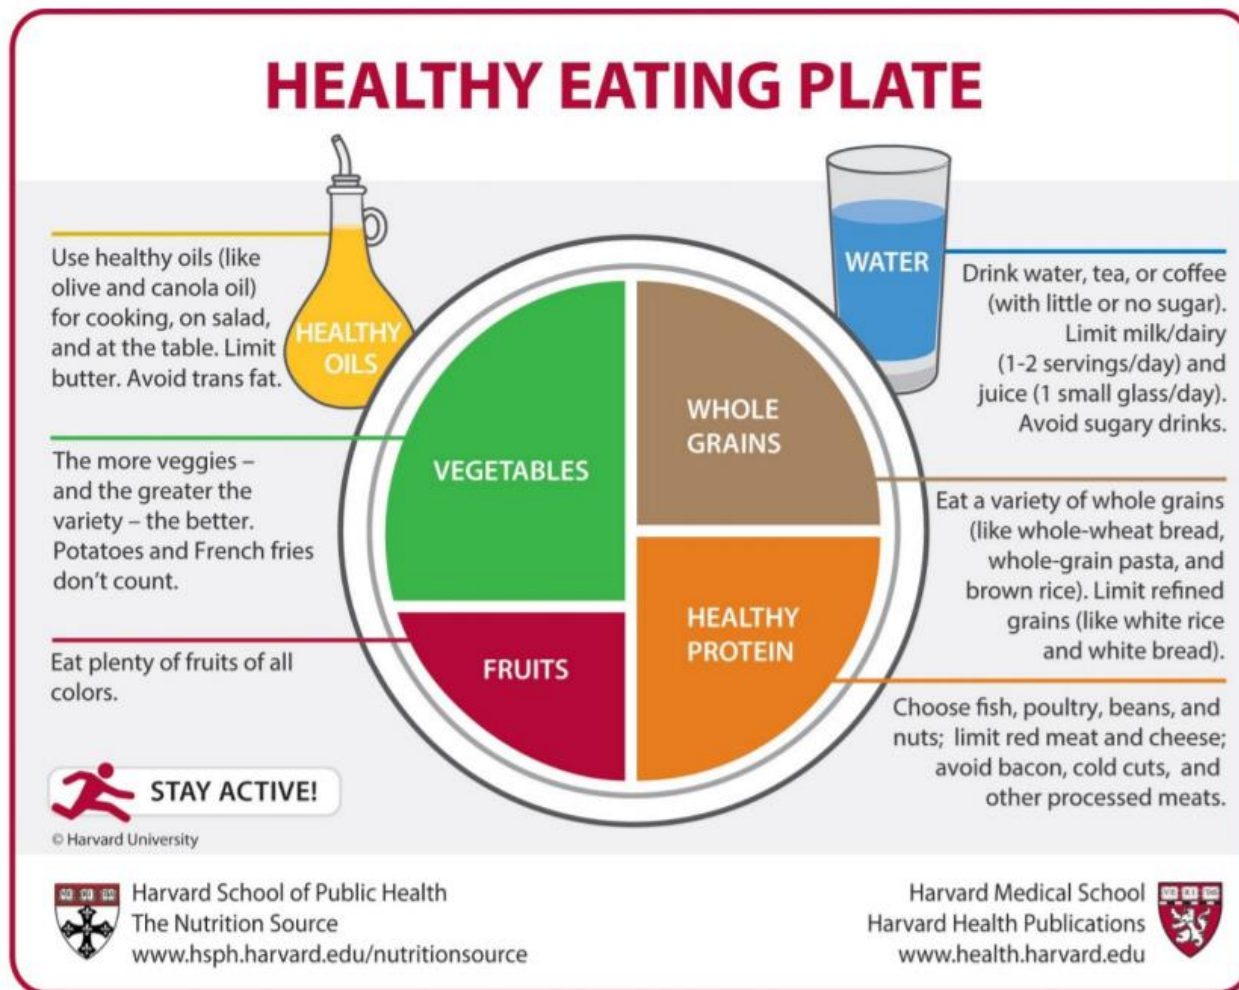 HEALTHY EATING PLATE
HEALTHY
OILS
Use healthy oils (like
olive and canola oil)
for cooking, on salad,
and at the table. Limit
butter. Avoid trans fat.
The more veggies –
and the greater the
variety – the better.
Potatoes and French fries
don’t count.
Eat plenty of fruits of all
colors.
VEGETABLES
FRUITS
WHOLE
GRAINS
HEALTHY
PROTEIN
WATER
Drink water, tea, or coffee
(with little or no sugar).
Limit milk/dairy
(1-2 servings/day) and
juice (1 small glass/day).
Avoid sugary drinks.
Eat a variety of whole grains
(like whole-wheat bread,
whole-grain pasta, and
brown rice). Limit refined
grains (like white rice
and white bread).
Choose fish, poultry, beans, and
nuts; limit red meat and cheese;
avoid bacon, cold cuts, and
other processed meats.
STAY ACTIVE!
© Harvard University
Harvard School of Public Health
The Nutrition Source
www.hsph.harvard.edu/nutritionsource
Harvard Medical School
Harvard Health Publications
www.health.harvard.edu